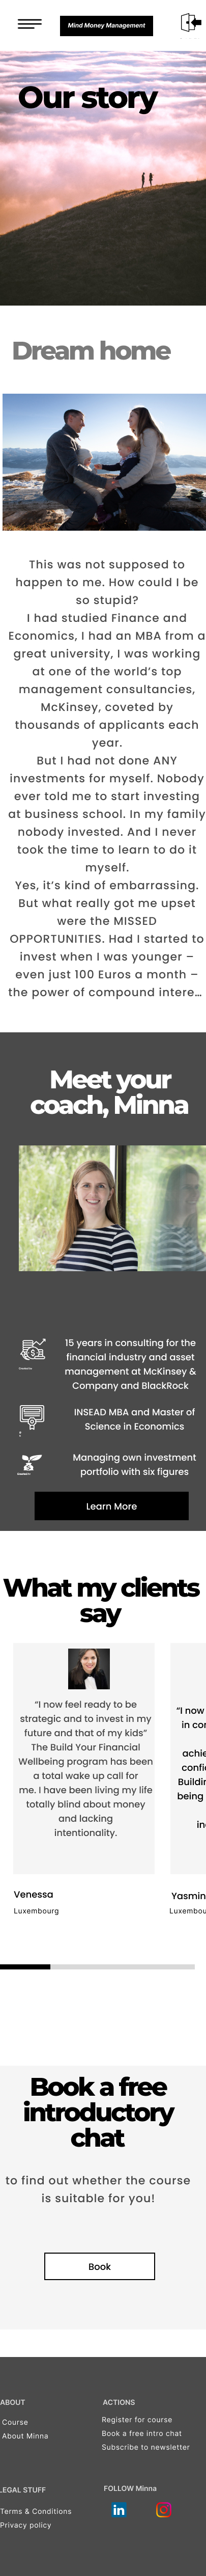 Mind Money Management
Our story
Dream home
This was not supposed to
happen to me. How could I be
so stupid?
I had studied Finance and
Economics, I had an MBA from a
great university, I was working
at one of the world’s top
management consultancies,
McKinsey, coveted by
thousands of applicants each
year.
But I had not done ANY
investments for myself. Nobody
ever told me to start investing
at business school. In my family
nobody invested. And I never
took the time to learn to do it
myself.
Yes, it’s kind of embarrassing.
But what really got me upset
were the MISSED
OPPORTUNITIES. Had I started to
invest when I was younger –
even just 100 Euros a month –
the power of compound intere…
Meet your
coach, Minna
15 years in consulting for the
financial industry and asset
management at McKinsey &
Company and BlackRock
INSEAD MBA and Master of
Science in Economics
Managing own investment
portfolio with six figures
Learn More
What my clients
say
“I now feel ready to be
strategic and to invest in my
future and that of my kids”
The Build Your Financial
Wellbeing program has been
a total wake up call for
me. I have been living my life
totally blind about money
and lacking
intentionality.
Venessa
Luxembourg
“I now
in co
achie
confi
Buildin
being
in
Yasmin
Luxembou
Book a free
introductory
chat
to find out whether the course
is suitable for you!
Book
ABOUT
Course
About Minna
ACTIONS
Register for course
Book a free intro chat
Subscribe to newsletter
LEGAL STUFF
Terms & Conditions
Privacy policy
FOLLOW Minna